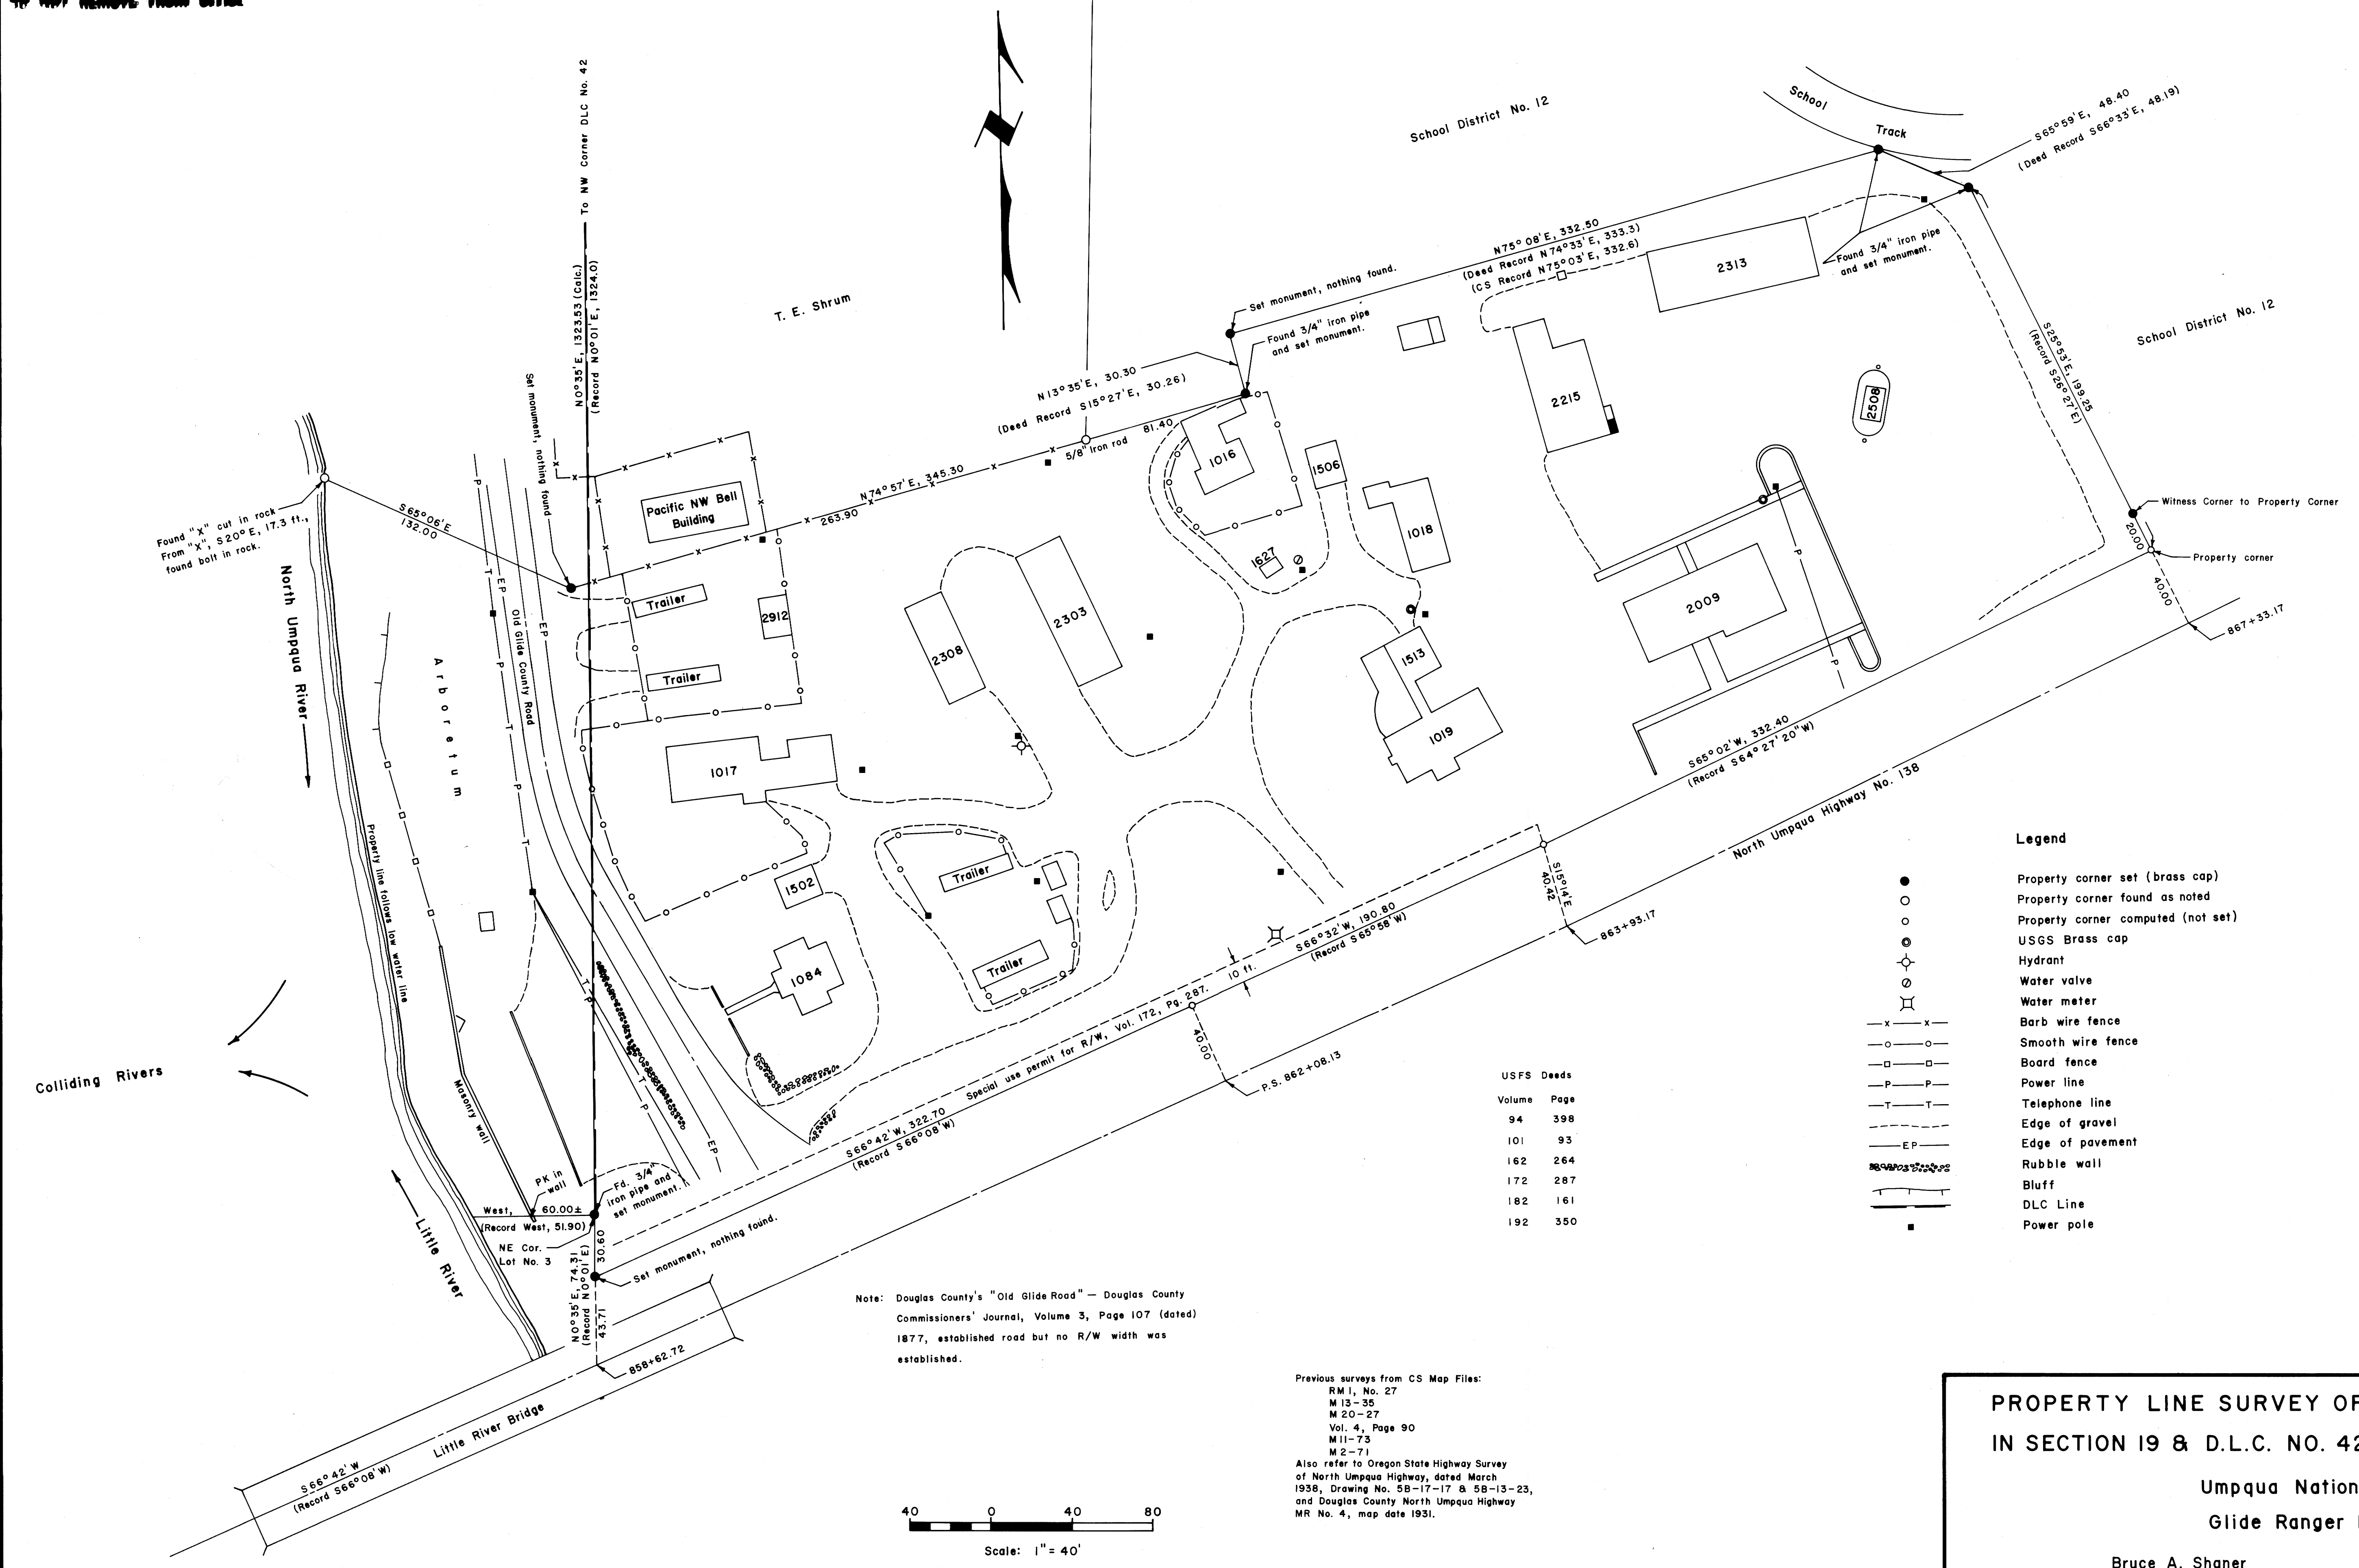 NOT REMOVE FROM OFFICE
To NW Corner DLC No. 42
N0°35'E, 1323.53 (Calc.)
(Record N0°01'E, 1324.0)
Set monument, nothing found
School District No. 12
School
Track
S65°59'E, 48.40
(Deed Record S66°33'E, 48.19)
N75°08'E, 332.50
(Deed Record N74°33'E, 333.3)
(CS Record N75°03'E, 332.6)
Found 3/4" iron pipe
and set monument.
2313
School District No. 12
S25°53'E, 199.25
(Record S26°27'E)
T. E. Shrum
Set monument, nothing found.
Found 3/4" iron pipe
and set monument.
N13°35'E, 30.30
(Deed Record S15°27'E, 30.26)
5/8" Iron rod
81.40
N74°57'E, 345.30
263.90
2215
2508
1016
1506
1018
1627
Witness Corner to Property Corner
20.00
Property corner
40.00
867+33.17
Found "X" cut in rock
From "X", S20°E, 17.3 ft.,
found bolt in rock.
S65°06'E
132.00
Pacific NW Bell
Building
Trailer
2912
Trailer
2308
2303
2009
1513
1019
North Umpqua River
Arboretum
Old Glide County Road
EP
EP
T
P
Property line follows low water line
1017
S65°02'W, 332.40
(Record S64°27'20"W)
North Umpqua Highway No. 138
1502
Trailer
1084
Trailer
S66°32'W, 190.80
(Record S65°58'W)
10 ft.
S15°14'E
40.42
863+93.17
Special use permit for R/W, Vol. 172, Pg. 287.
40.00
P.S. 862+08.13
S66°42'W, 322.70
(Record S66°08'W)
Colliding Rivers
Masonry wall
EP
PK in
wall
Fd. 3/4"
iron pipe and
set monument.
West, 60.00±
(Record West, 51.90)
NE Cor.
Lot No. 3
30.60
N0°35'E, 74.31
(Record N0°01'E)
43.71
Set monument, nothing found.
Little River
858+62.72
Little River Bridge
S66°42'W
(Record S66°08'W)
Legend
Property corner set (brass cap)
Property corner found as noted
Property corner computed (not set)
USGS Brass cap
Hydrant
Water valve
Water meter
x x Barb wire fence
Smooth wire fence
Board fence
P P Power line
T T Telephone line
Edge of gravel
EP Edge of pavement
Rubble wall
Bluff
DLC Line
Power pole
USFS Deeds
Volume Page
94 398
101 93
162 264
172 287
182 161
192 350
Note: Douglas County's "Old Glide Road" — Douglas County
Commissioners' Journal, Volume 3, Page 107 (dated)
1877, established road but no R/W width was
established.
Previous surveys from CS Map Files:
RM 1, No. 27
M 13-35
M 20-27
Vol. 4, Page 90
M 11-73
M 2-71
Also refer to Oregon State Highway Survey
of North Umpqua Highway, dated March
1938, Drawing No. 5B-17-17 & 5B-13-23,
and Douglas County North Umpqua Highway
MR No. 4, map date 1931.
40 0 40 80
Scale: 1" = 40'
PROPERTY LINE SURVEY OF
IN SECTION 19 & D.L.C. NO. 42
Umpqua Nation
Glide Ranger
Bruce A. Shaner